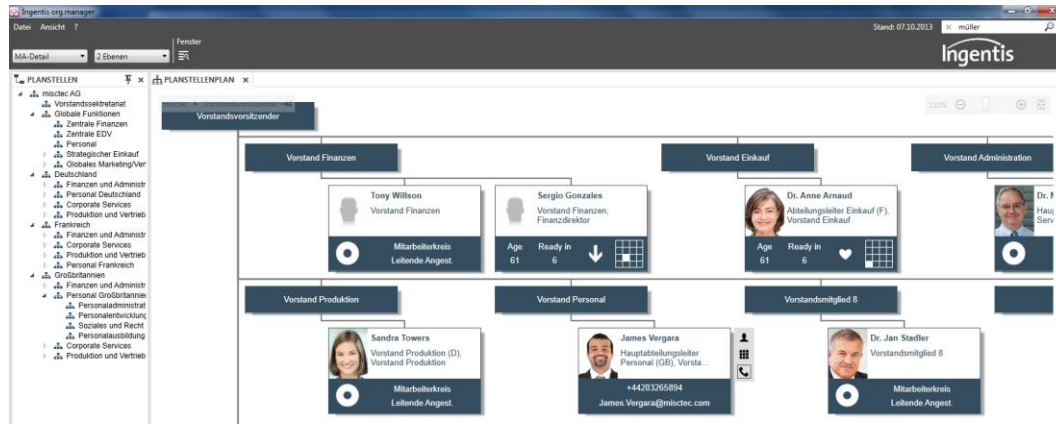 Ingentis org.manager
Datei Ansicht ?
Stand: 07.10.2013
müller
MA-Detail
2 Ebenen
Fenster
Ingentis
PLANSTELLEN
misctec AG
Vorstandssekretariat
Globale Funktionen
Zentrale Finanzen
Zentrale EDV
Personal
Strategischer Einkauf
Globales Marketing/Ver
Deutschland
Finanzen und Administr
Personal Deutschland
Corporate Services
Produktion und Vertrieb
Frankreich
Finanzen und Administr
Corporate Services
Produktion und Vertrieb
Personal Frankreich
Großbritannien
Finanzen und Administr
Personal Großbritannie
Personaladministrat
Personalentwicklung
Soziales und Recht
Personalausbildung
Corporate Services
Produktion und Vertrieb
PLANSTELLENPLAN
misctec Vorstandsvorsitzender
Vorstandsvorsitzender
Vorstand Finanzen
Vorstand Einkauf
Vorstand Administration
Tony Willson
Vorstand Finanzen
Mitarbeiterkreis
Leitende Angest.
Sergio Gonzales
Vorstand Finanzen,
Finanzdirektor
Age Ready in
61 6
Dr. Anne Arnaud
Abteilungsleiter Einkauf (F),
Vorstand Einkauf
Age Ready in
61 6
Vorstand Produktion
Vorstand Personal
Vorstandsmitglied 8
Sandra Towers
Vorstand Produktion (D),
Vorstand Produktion
Mitarbeiterkreis
Leitende Angest.
James Vergara
Hauptabteilungsleiter
Personal (GB), Vorsta...
+44203265894
James.Vergara@misctec.com
Dr. Jan Stadler
Vorstandsmitglied 8
Mitarbeiterkreis
Leitende Angest.